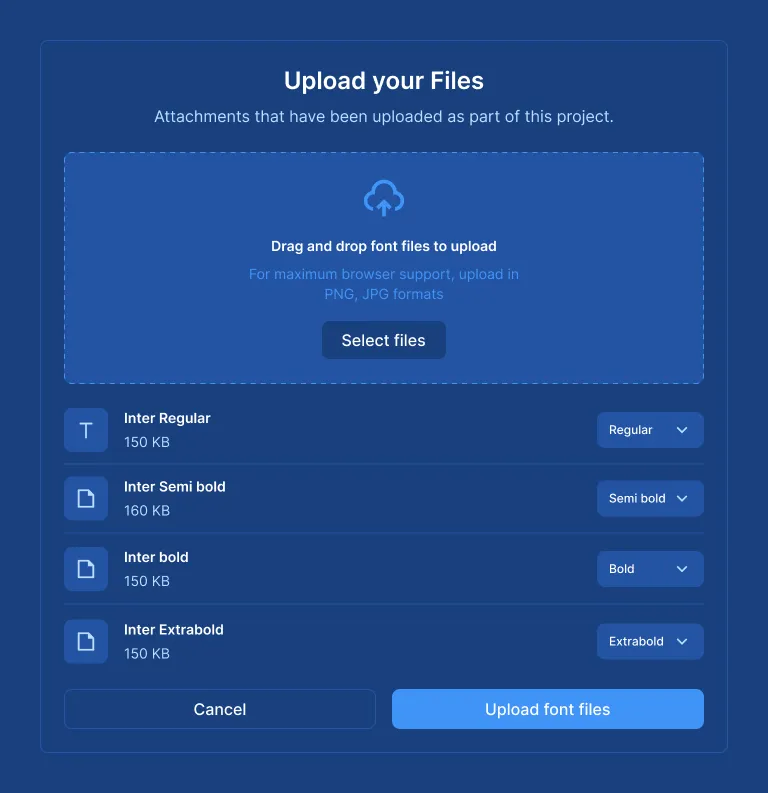 Upload your Files
Attachments that have been uploaded as part of this project.
Drag and drop font files to upload
For maximum browser support, upload in
PNG, JPG formats
Select files
Inter Regular
150 KB
Regular
Inter Semi bold
160 KB
Semi bold
Inter bold
150 KB
Bold
Inter Extrabold
150 KB
Extrabold
Cancel
Upload font files